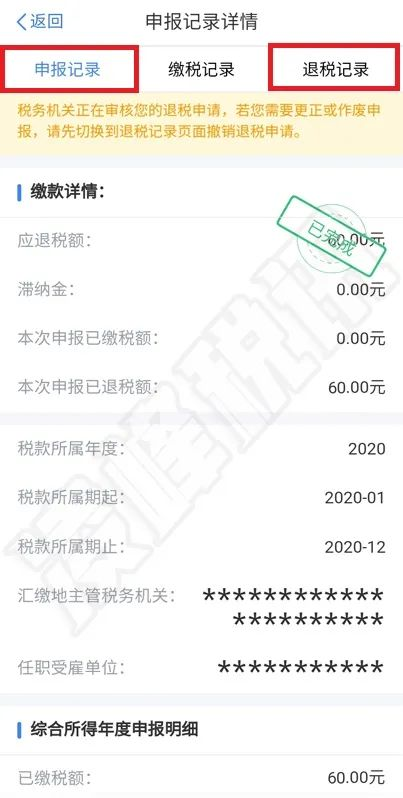 返回
申报记录详情
申报记录
缴税记录
退税记录
税务机关正在审核您的退税申请，若您需要更正或作废申
报，请先切换到退税记录页面撤销退税申请。
缴款详情：
已完成
应退税额：
滞纳金：
0.00元
本次申报已缴税额：
0.00元
本次申报已退税额：
60.00元
税款所属年度：
2020
税款所属期起：
2020-01
税款所属期止：
2020-12
汇缴地主管税务机关：
************
**********
任职受雇单位：
***********
综合所得年度申报明细
已缴税额：
60.00元